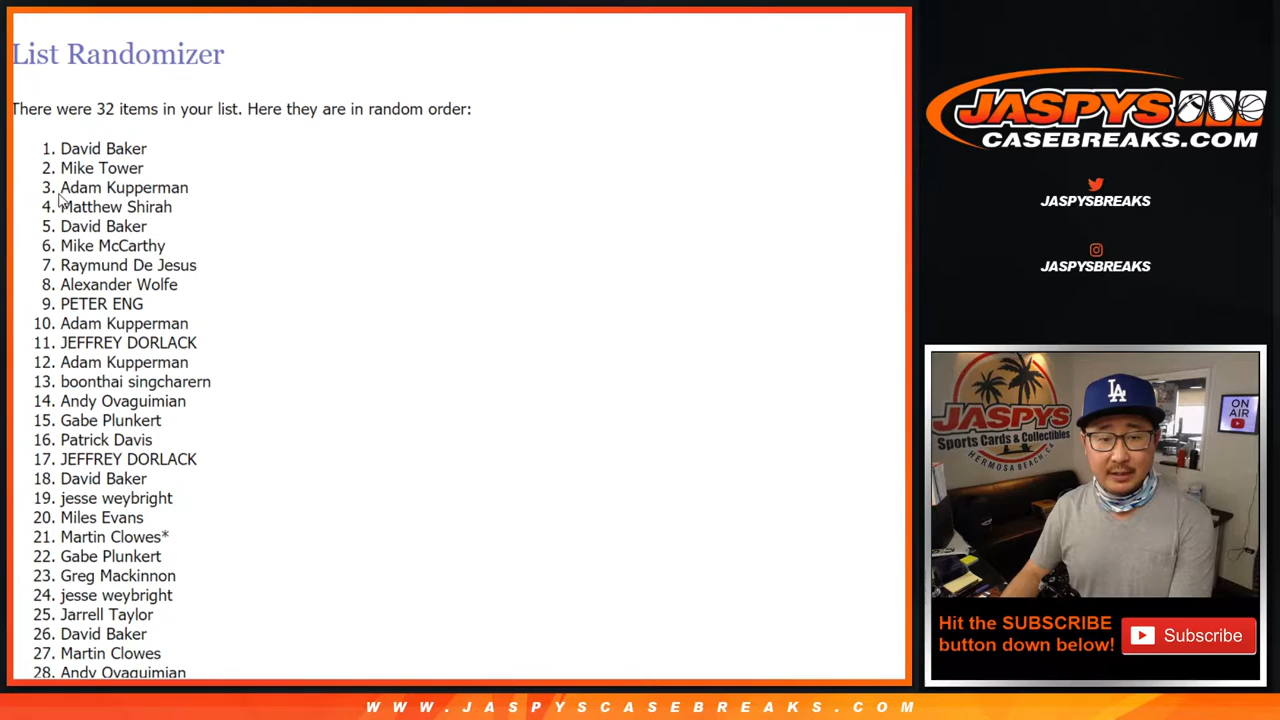 List Randomizer
There were 32 items in your list. Here they are in random order:
1. David Baker
2. Mike Tower
3. Adam Kupperman
4. Matthew Shirah
5. David Baker
6. Mike McCarthy
7. Raymund De Jesus
8. Alexander Wolfe
9. PETER ENG
10. Adam Kupperman
11. JEFFREY DORLACK
12. Adam Kupperman
13. boonthai singcharern
14. Andy Ovaguimian
15. Gabe Plunkert
16. Patrick Davis
17. JEFFREY DORLACK
18. David Baker
19. jesse weybright
20. Miles Evans
21. Martin Clowes*
22. Gabe Plunkert
23. Greg Mackinnon
24. jesse weybright
25. Jarrell Taylor
26. David Baker
27. Martin Clowes
28. Andy Ovaguimian
JASPYS
CASEBREAKS.COM
JASPYSBREAKS
JASPYSBREAKS
JASPYS
Sports Cards & Collectibles
HERMOSA BEACH, CA
LA
ON
AIR
Hit the SUBSCRIBE
button down below!
Subscribe
WWW.JASPYSCASEBREAKS.COM